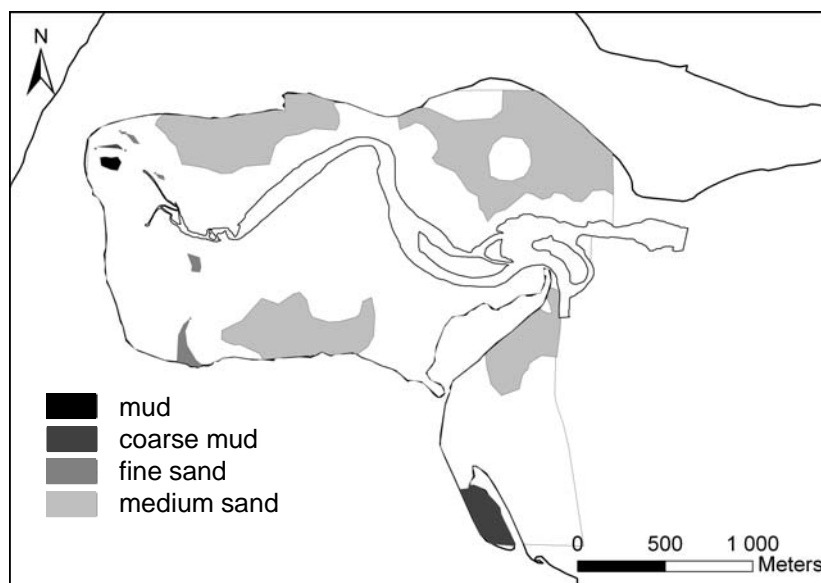 N
mud
coarse mud
fine sand
medium sand
0 500 1 000
Meters